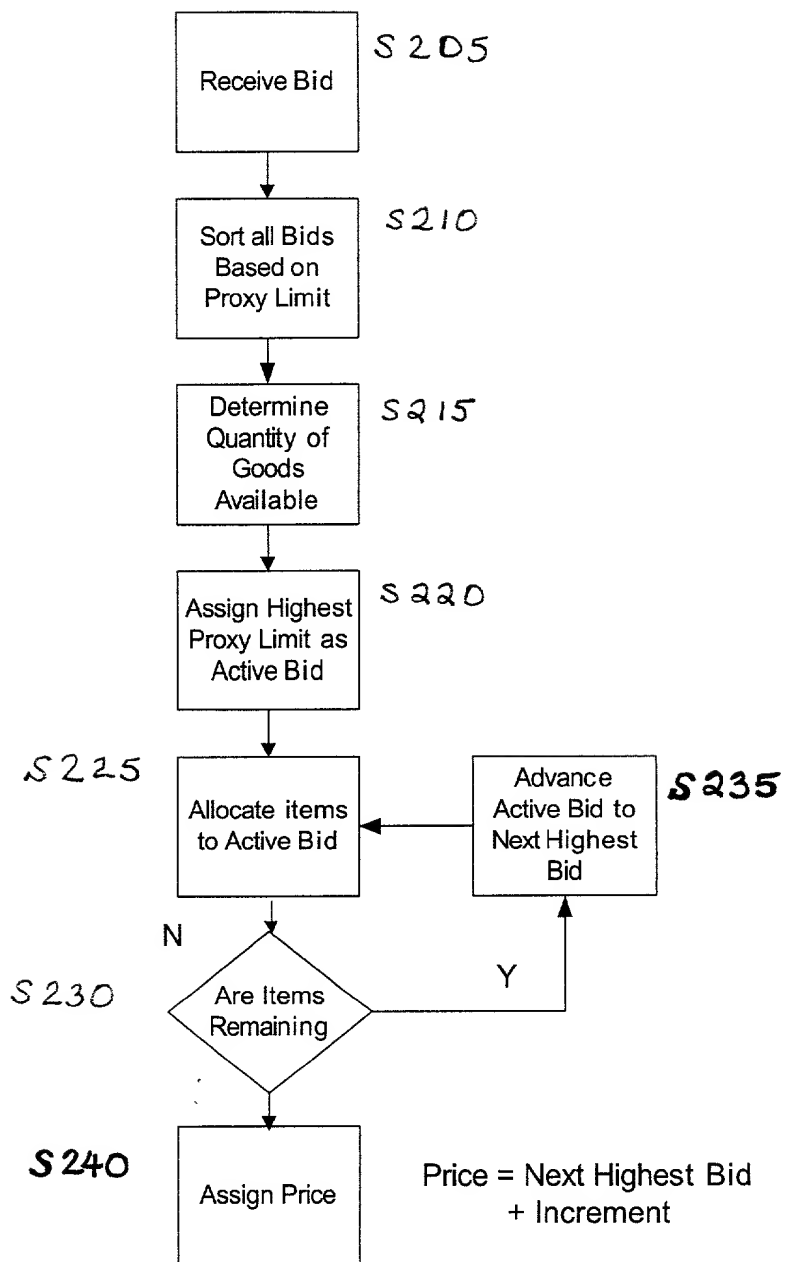 Receive Bid
S205
Sort all Bids
Based on
Proxy Limit
S210
Determine
Quantity of
Goods
Available
S215
Assign Highest
Proxy Limit as
Active Bid
S220
S225
Allocate items
to Active Bid
Advance
Active Bid to
Next Highest
Bid
S235
N
S230
Are Items
Remaining
Y
S240
Assign Price
Price = Next Highest Bid
+ Increment